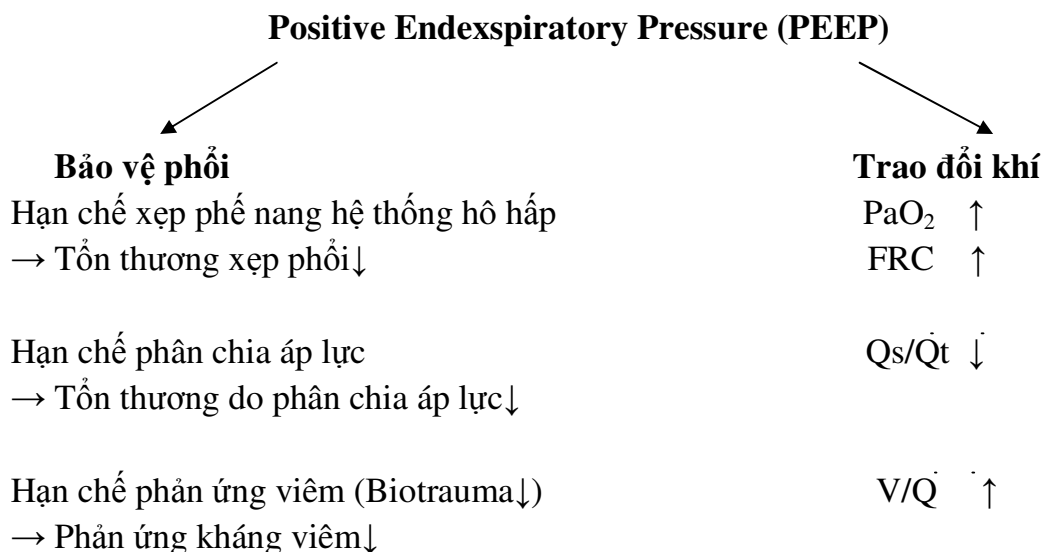 Positive Endexspiratory Pressure (PEEP)
Bảo vệ phổi
Hạn chế xẹp phế nang hệ thống hô hấp
→ Tổn thương xẹp phổi↓
Hạn chế phân chia áp lực
→ Tổn thương do phân chia áp lực↓
Hạn chế phản ứng viêm (Biotrauma↓)
→ Phản ứng kháng viêm↓
Trao đổi khí
PaO₂ ↑
FRC ↑
Qs/Qt ↓
V/Q ↑